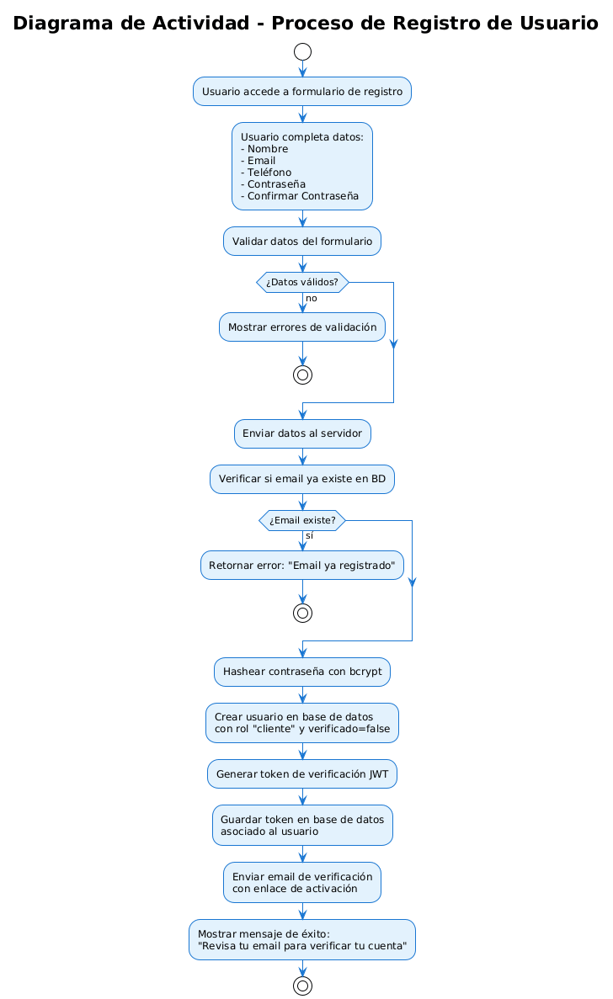 Diagrama de Actividad - Proceso de Registro de Usuario
Usuario accede a formulario de registro
Usuario completa datos:
- Nombre
- Email
- Teléfono
- Contraseña
- Confirmar Contraseña
Validar datos del formulario
¿Datos válidos?
no
Mostrar errores de validación
Enviar datos al servidor
Verificar si email ya existe en BD
¿Email existe?
sí
Retornar error: "Email ya registrado"
Hashear contraseña con bcrypt
Crear usuario en base de datos
con rol "cliente" y verificado=false
Generar token de verificación JWT
Guardar token en base de datos
asociado al usuario
Enviar email de verificación
con enlace de activación
Mostrar mensaje de éxito:
"Revisa tu email para verificar tu cuenta"